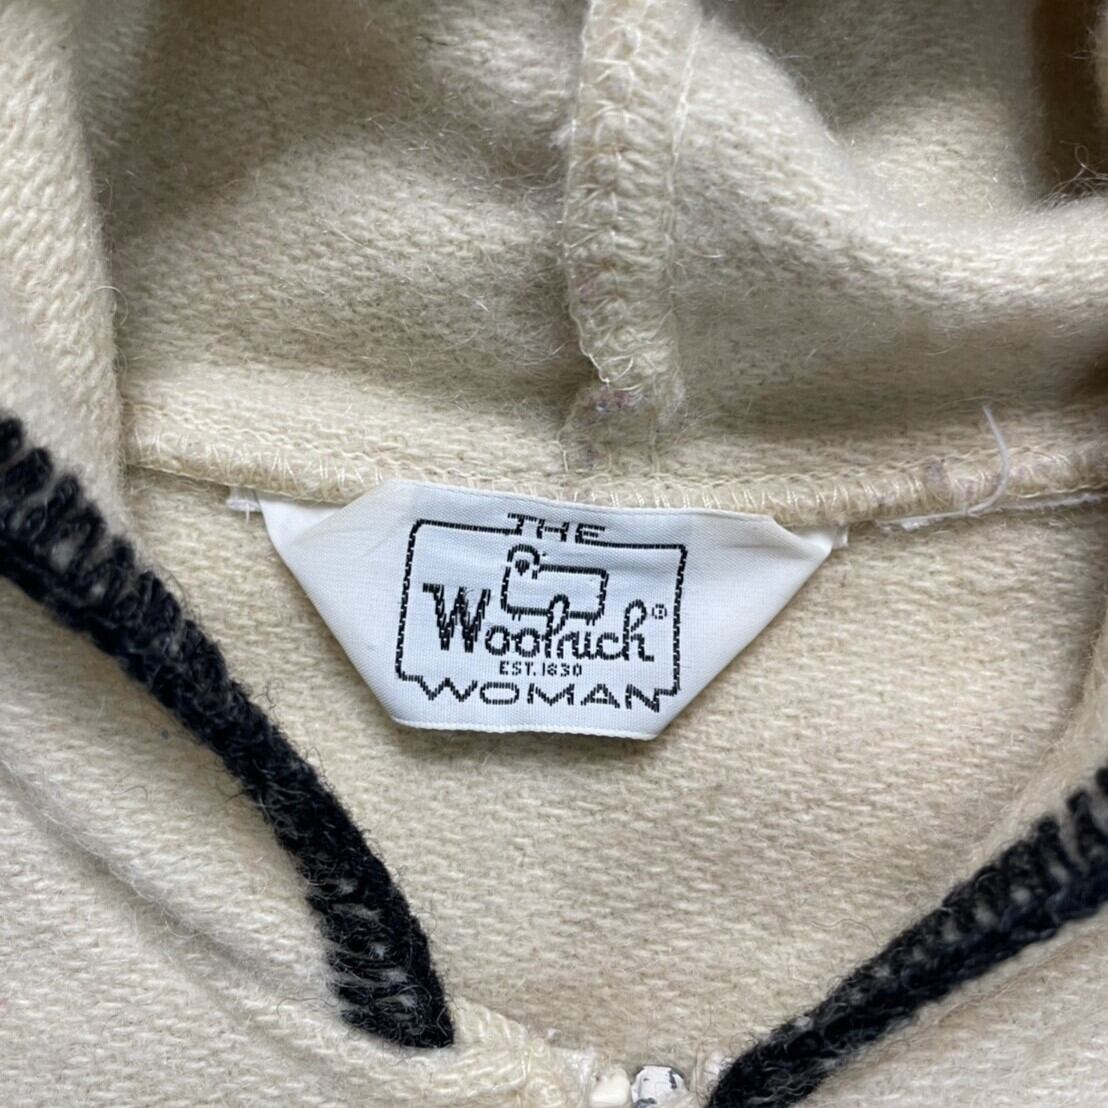 THE
Woolrich®
EST. 1830
WOMAN